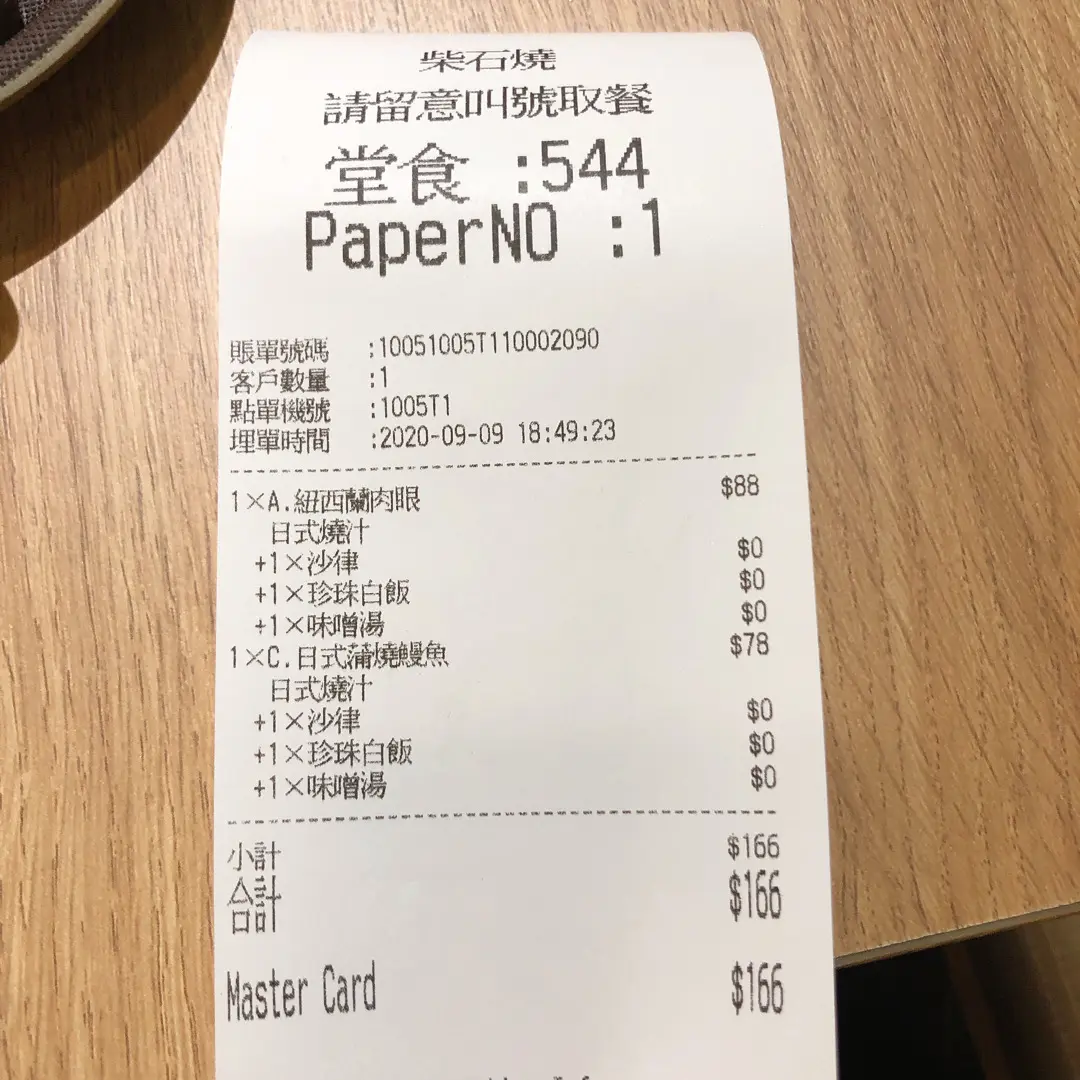 柴石燒
請留意叫號取餐
堂食 :544
PaperNO :1
賬單號碼 :10051005T110002090
客戶數量 :1
點單機號 :1005T1
埋單時間 :2020-09-09 18:49:23
1×A.紐西蘭肉眼 $88
日式燒汁
+1×沙律 $0
+1×珍珠白飯 $0
+1×味噌湯 $0
1×C.日式蒲燒鰻魚 $78
日式燒汁
+1×沙律 $0
+1×珍珠白飯 $0
+1×味噌湯 $0
小計 $166
合計 $166
Master Card $166